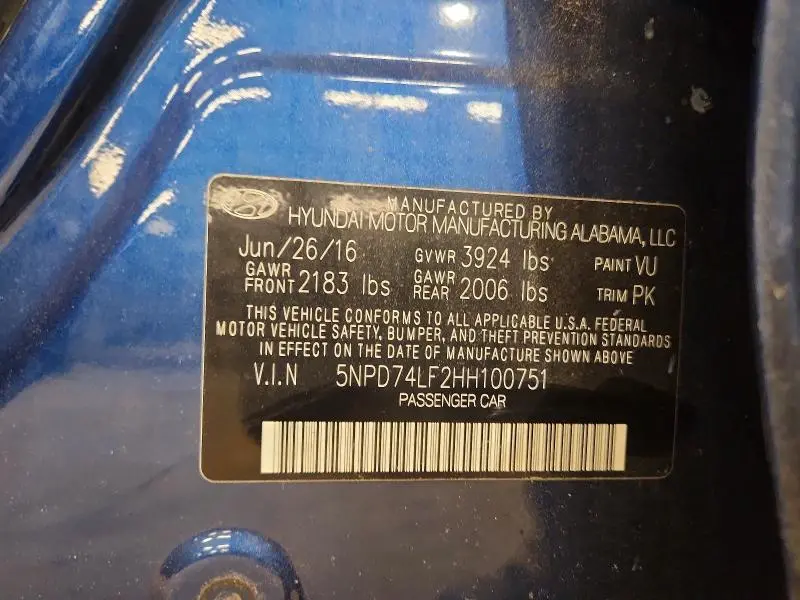 MANUFACTURED BY
HYUNDAI MOTOR MANUFACTURING ALABAMA, LLC
Jun/26/16 GVWR 3924 lbs PAINT VU
GAWR FRONT 2183 lbs GAWR REAR 2006 lbs TRIM PK
THIS VEHICLE CONFORMS TO ALL APPLICABLE U.S.A. FEDERAL
MOTOR VEHICLE SAFETY, BUMPER, AND THEFT PREVENTION STANDARDS
IN EFFECT ON THE DATE OF MANUFACTURE SHOWN ABOVE
V.I.N 5NPD74LF2HH100751
PASSENGER CAR